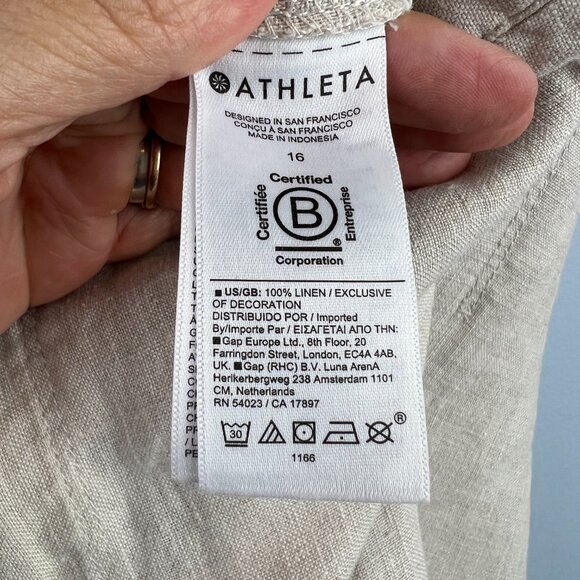 ATHLETA
DESIGNED IN SAN FRANCISCO
CONÇU À SAN FRANCISCO
MADE IN INDONESIA
16
Certified
Certifiée
B
Entreprise
®
Corporation
US/GB: 100% LINEN / EXCLUSIVE
OF DECORATION
DISTRIBUIDO POR / Imported
By/Importe Par / ΕΙΣΑΓΕΤΑΙ ΑΠΟ ΤΗΝ:
Gap Europe Ltd., 8th Floor, 20
Farringdon Street, London, EC4A 4AB,
UK. Gap (RHC) B.V. Luna ArenA
Herikerbergweg 238 Amsterdam 1101
CM, Netherlands
RN 54023 / CA 17897
30
®
1166